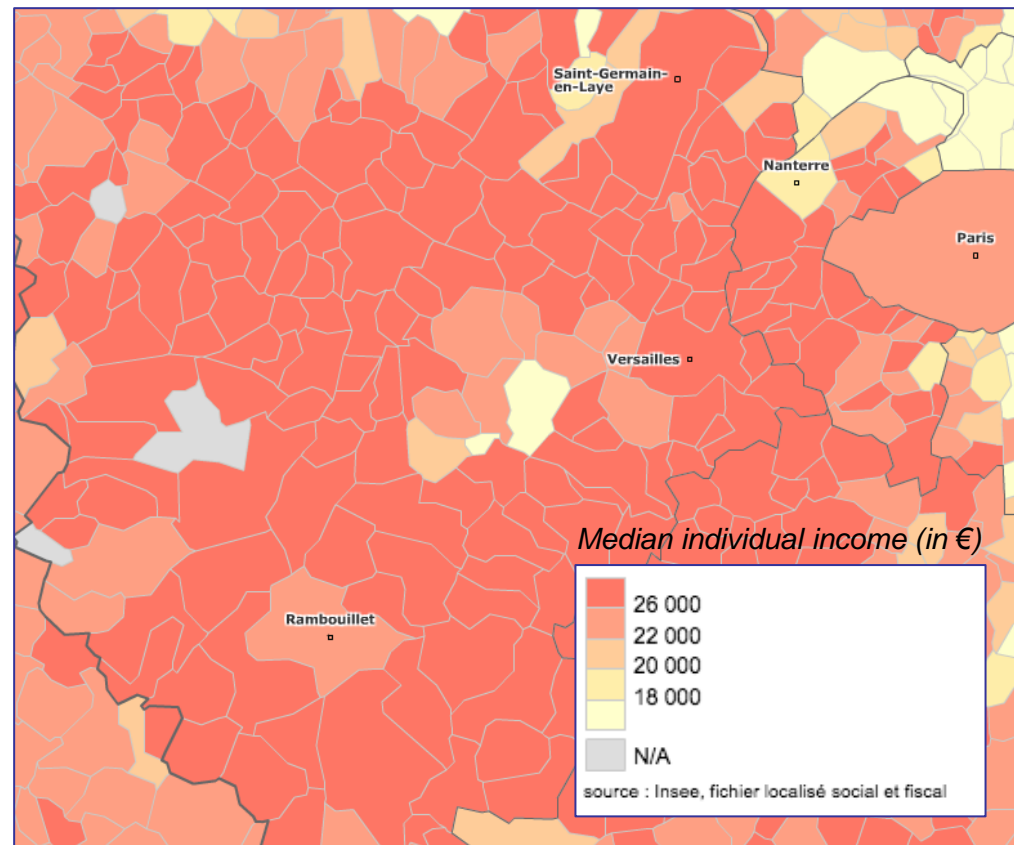 Saint-Germain-
en-Laye
Nanterre
Paris
Versailles
Rambouillet
Median individual income (in €)
26 000
22 000
20 000
18 000
N/A
source : Insee, fichier localisé social et fiscal